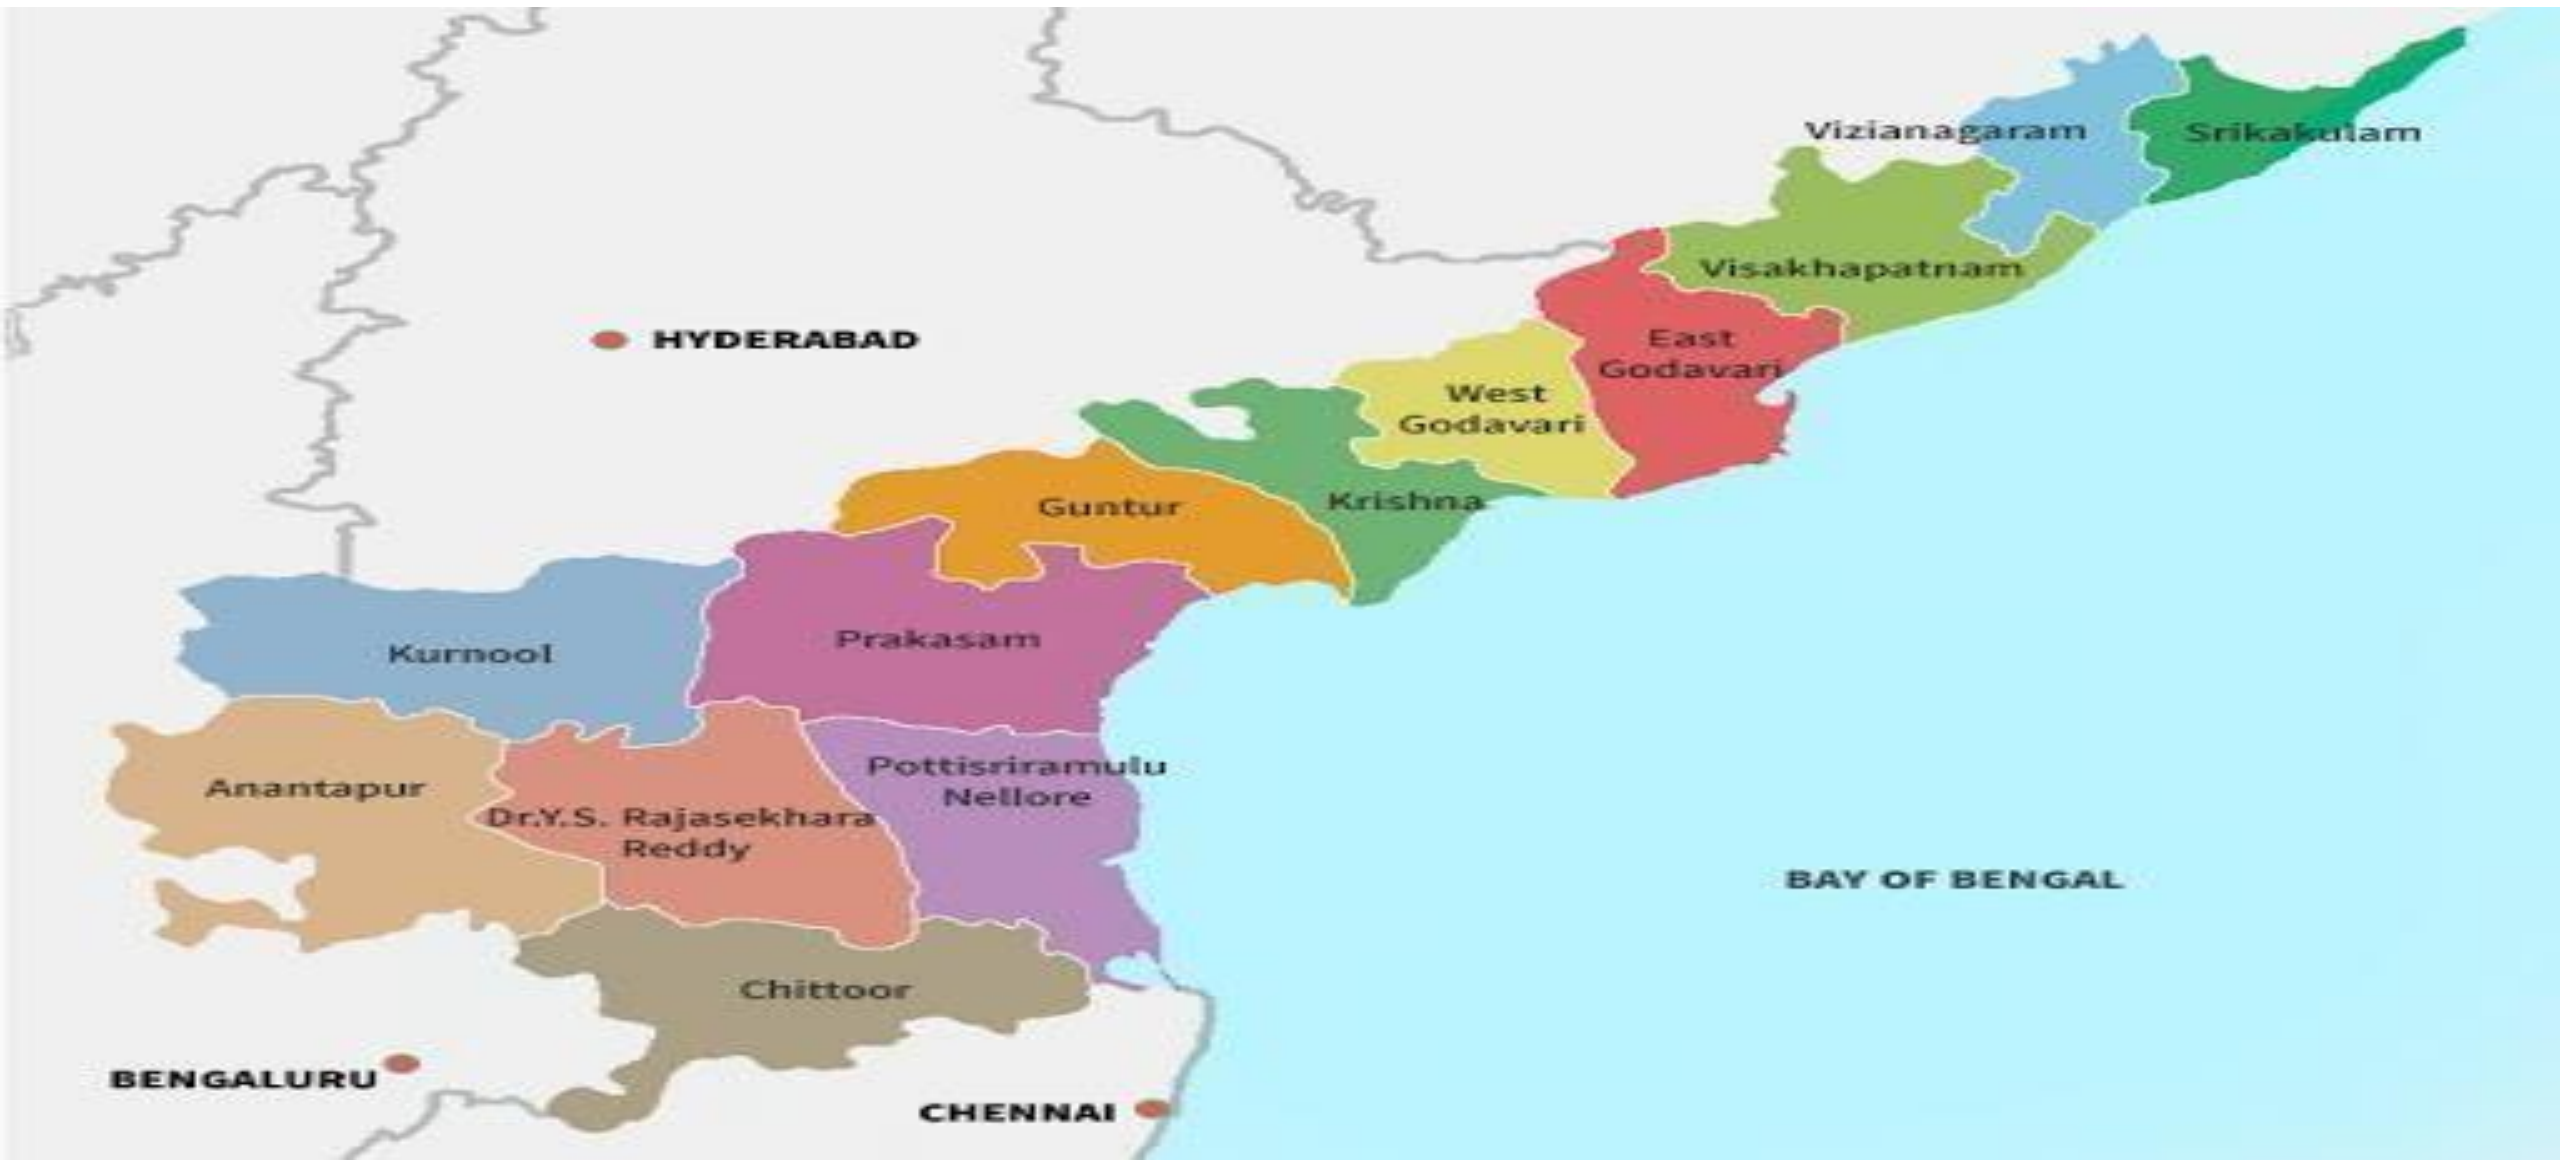 Vizianagaram
Srikakulam
Visakhapatnam
HYDERABAD
East
Godavari
West
Godavari
Guntur
Krishna
Kurnool
Prakasam
Anantapur
Pottisriramulu
Nellore
Dr.Y.S. Rajasekhara
Reddy
BAY OF BENGAL
Chittoor
BENGALURU
CHENNAI